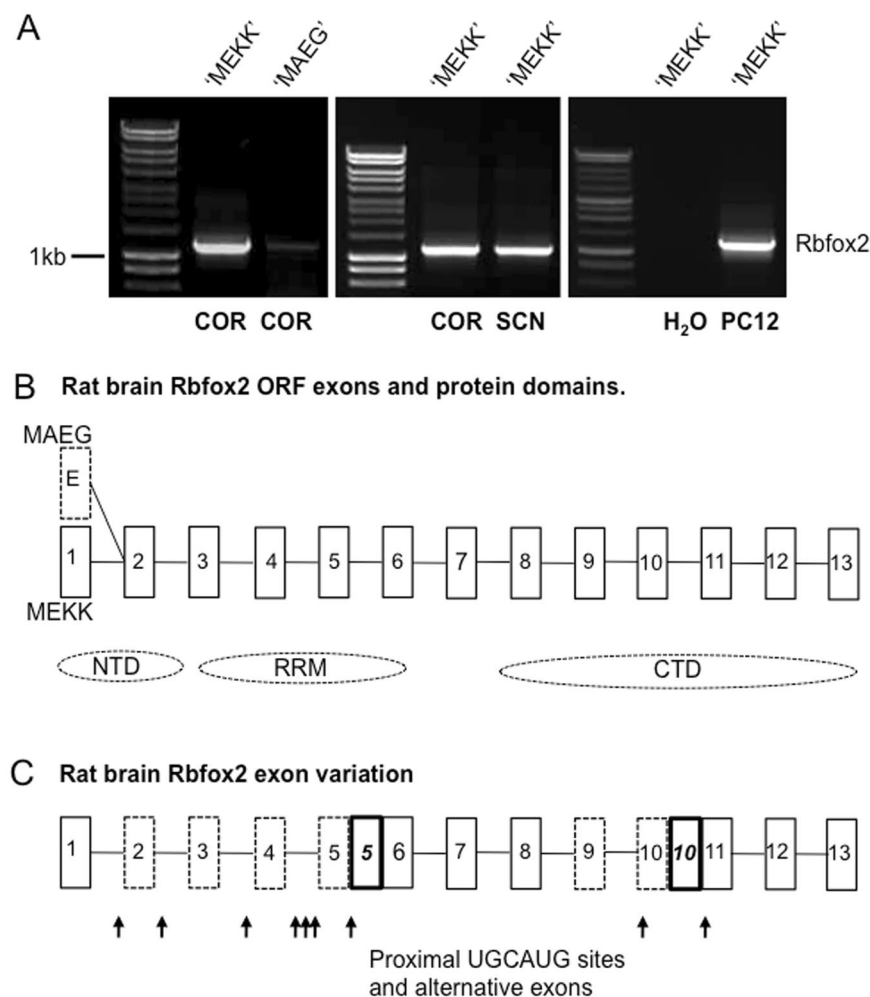 A
‘MEKK’ ‘MAEG’ ‘MEKK’ ‘MEKK’ ‘MEKK’ ‘MEKK’
1kb
Rbfox2
COR COR COR SCN H₂O PC12
B Rat brain Rbfox2 ORF exons and protein domains.
MAEG
E
1 2 3 4 5 6 7 8 9 10 11 12 13
MEKK
NTD RRM CTD
C Rat brain Rbfox2 exon variation
1 2 3 4 5 5 6 7 8 9 10 10 11 12 13
Proximal UGCAUG sites
and alternative exons